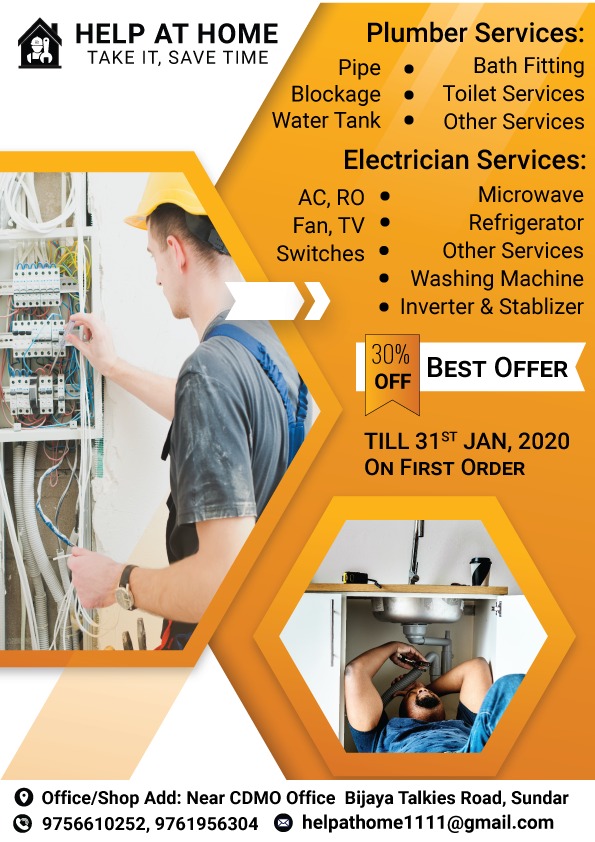 HELP AT HOME
TAKE IT, SAVE TIME
Plumber Services:
Pipe • Bath Fitting
Blockage • Toilet Services
Water Tank • Other Services
Electrician Services:
AC, RO • Microwave
Fan, TV • Refrigerator
Switches • Other Services
• Washing Machine
• Inverter & Stablizer
30% OFF
BEST OFFER
TILL 31ST JAN, 2020
ON FIRST ORDER
Office/Shop Add: Near CDMO Office Bijaya Talkies Road, Sundar
9756610252, 9761956304 helpathome1111@gmail.com